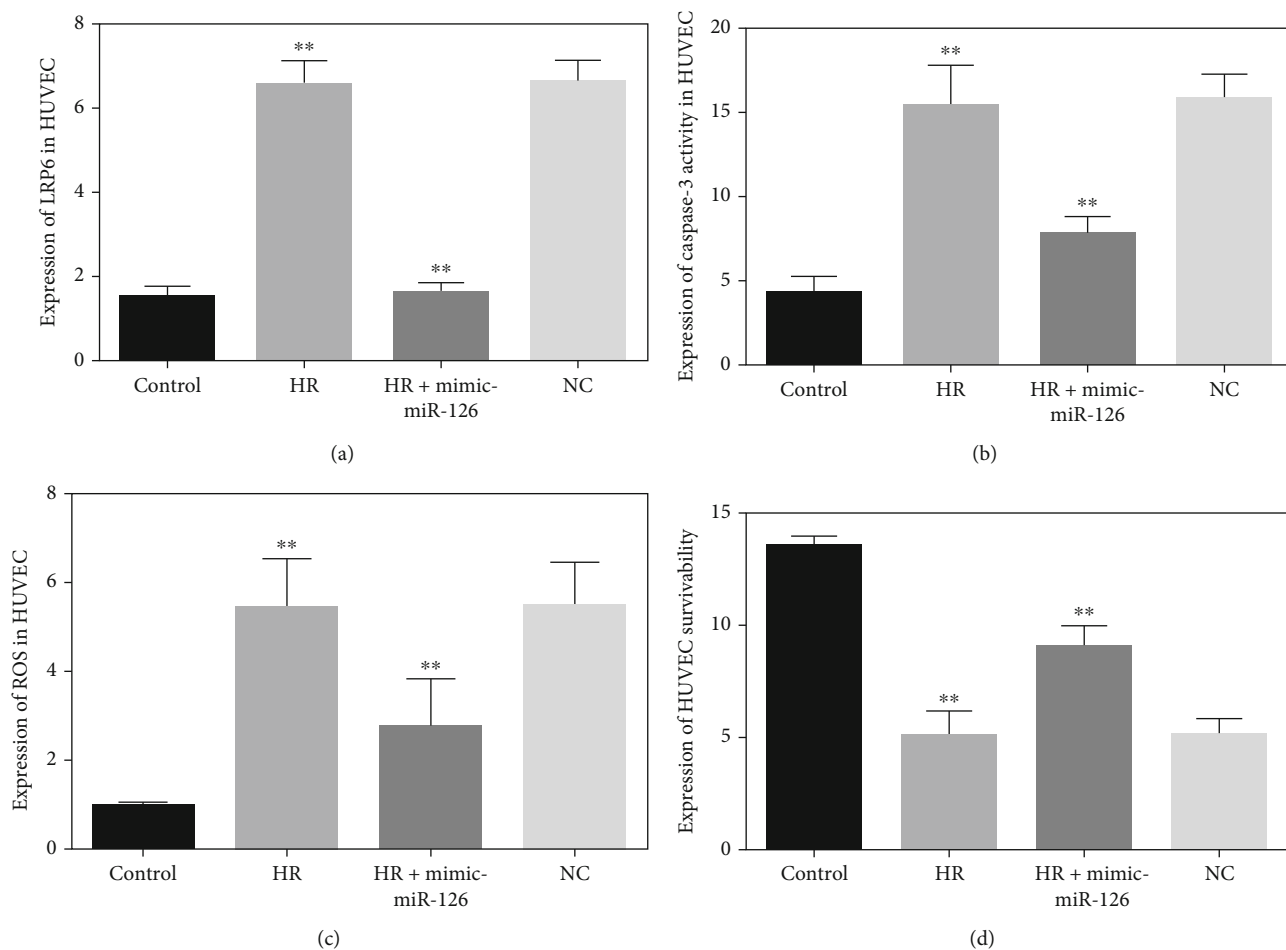 Expression of LRP6 in HUVEC
8
6
4
2
0
**
**
Control
HR
HR + mimic-
miR-126
NC
(a)
Expression of caspase-3 activity in HUVEC
20
15
10
5
0
**
**
Control
HR
HR + mimic-
miR-126
NC
(b)
Expression of ROS in HUVEC
8
6
4
2
0
**
**
Control
HR
HR + mimic-
miR-126
NC
(c)
Expression of HUVEC survivability
15
10
5
0
**
**
Control
HR
HR + mimic-
miR-126
NC
(d)